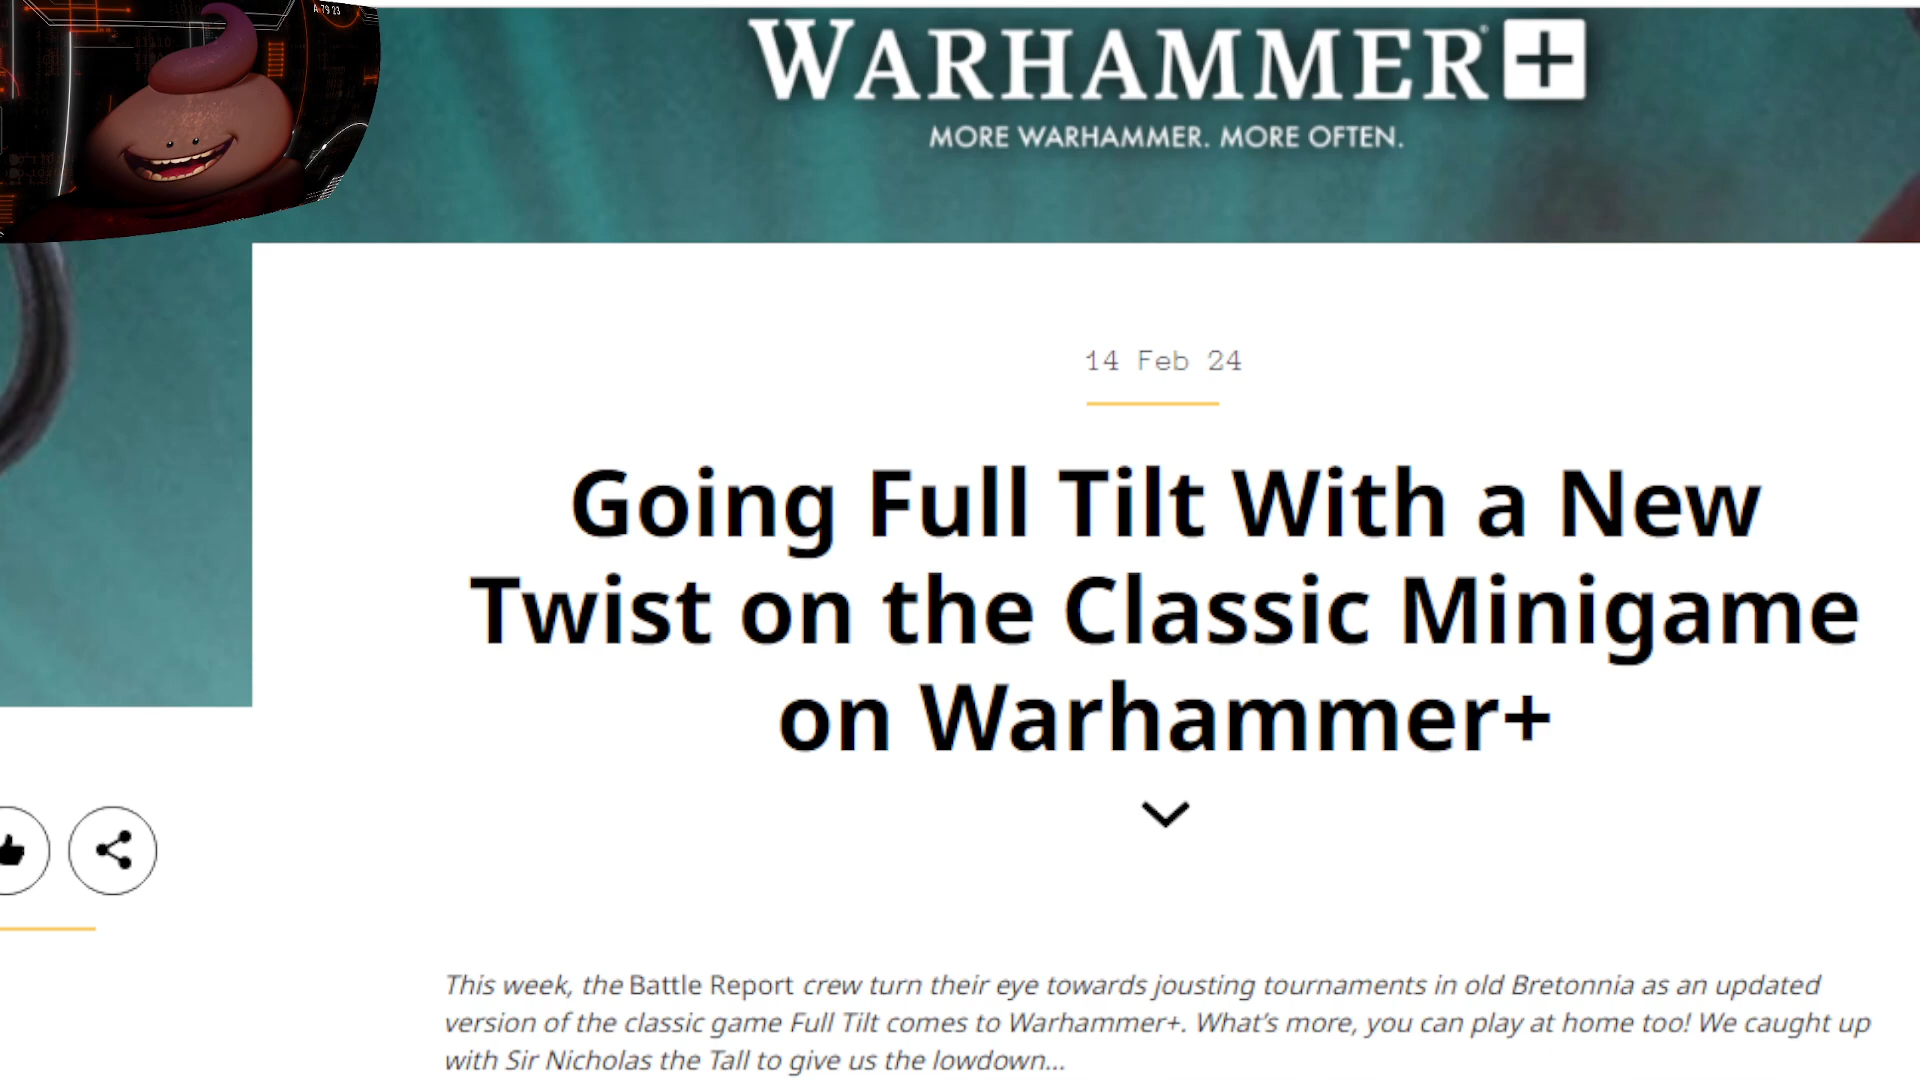 A 79 23
WARHAMMER+
MORE WARHAMMER. MORE OFTEN.
14 Feb 24
Going Full Tilt With a New
Twist on the Classic Minigame
on Warhammer+
This week, the Battle Report crew turn their eye towards jousting tournaments in old Bretonnia as an updated
version of the classic game Full Tilt comes to Warhammer+. What’s more, you can play at home too! We caught up
with Sir Nicholas the Tall to give us the lowdown…